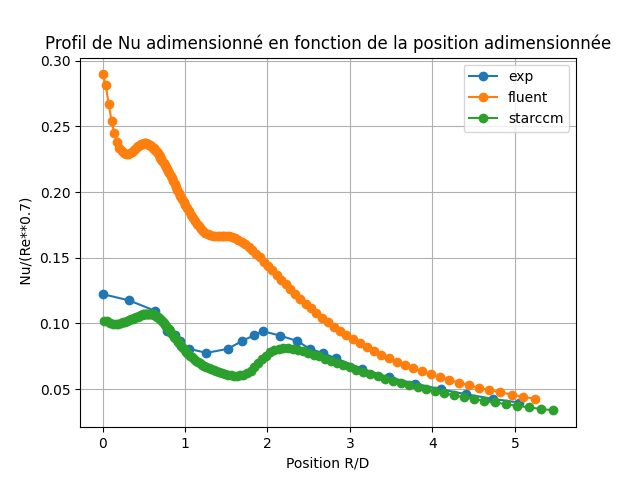 Profil de Nu adimensionné en fonction de la position adimensionnée
0.30
0.25
0.20
0.15
0.10
0.05
Nu/(Re**0.7)
exp
fluent
starccm
0 1 2 3 4 5
Position R/D